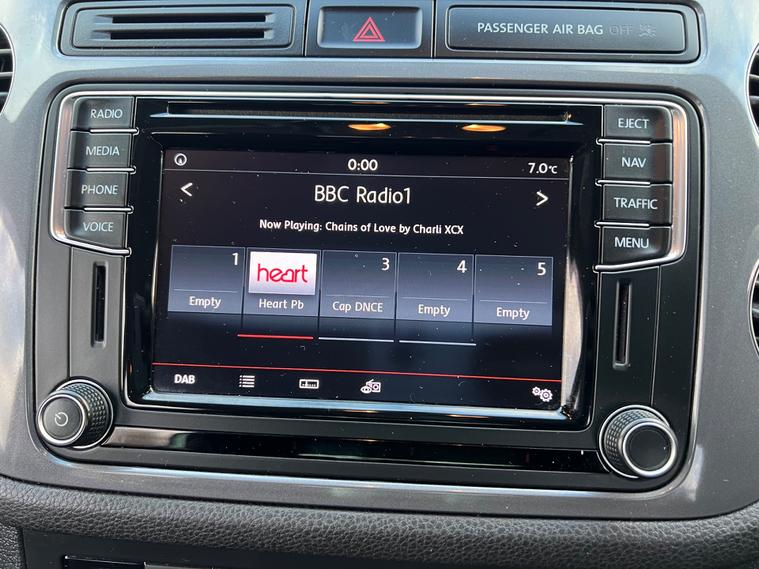 PASSENGER AIR BAG OFF
RADIO
MEDIA
PHONE
VOICE
EJECT
NAV
TRAFFIC
MENU
0:00
7.0°C
< BBC Radio1 >
Now Playing: Chains of Love by Charli XCX
1
Empty
heart
Heart Pb
3
Cap DNCE
4
Empty
5
Empty
DAB